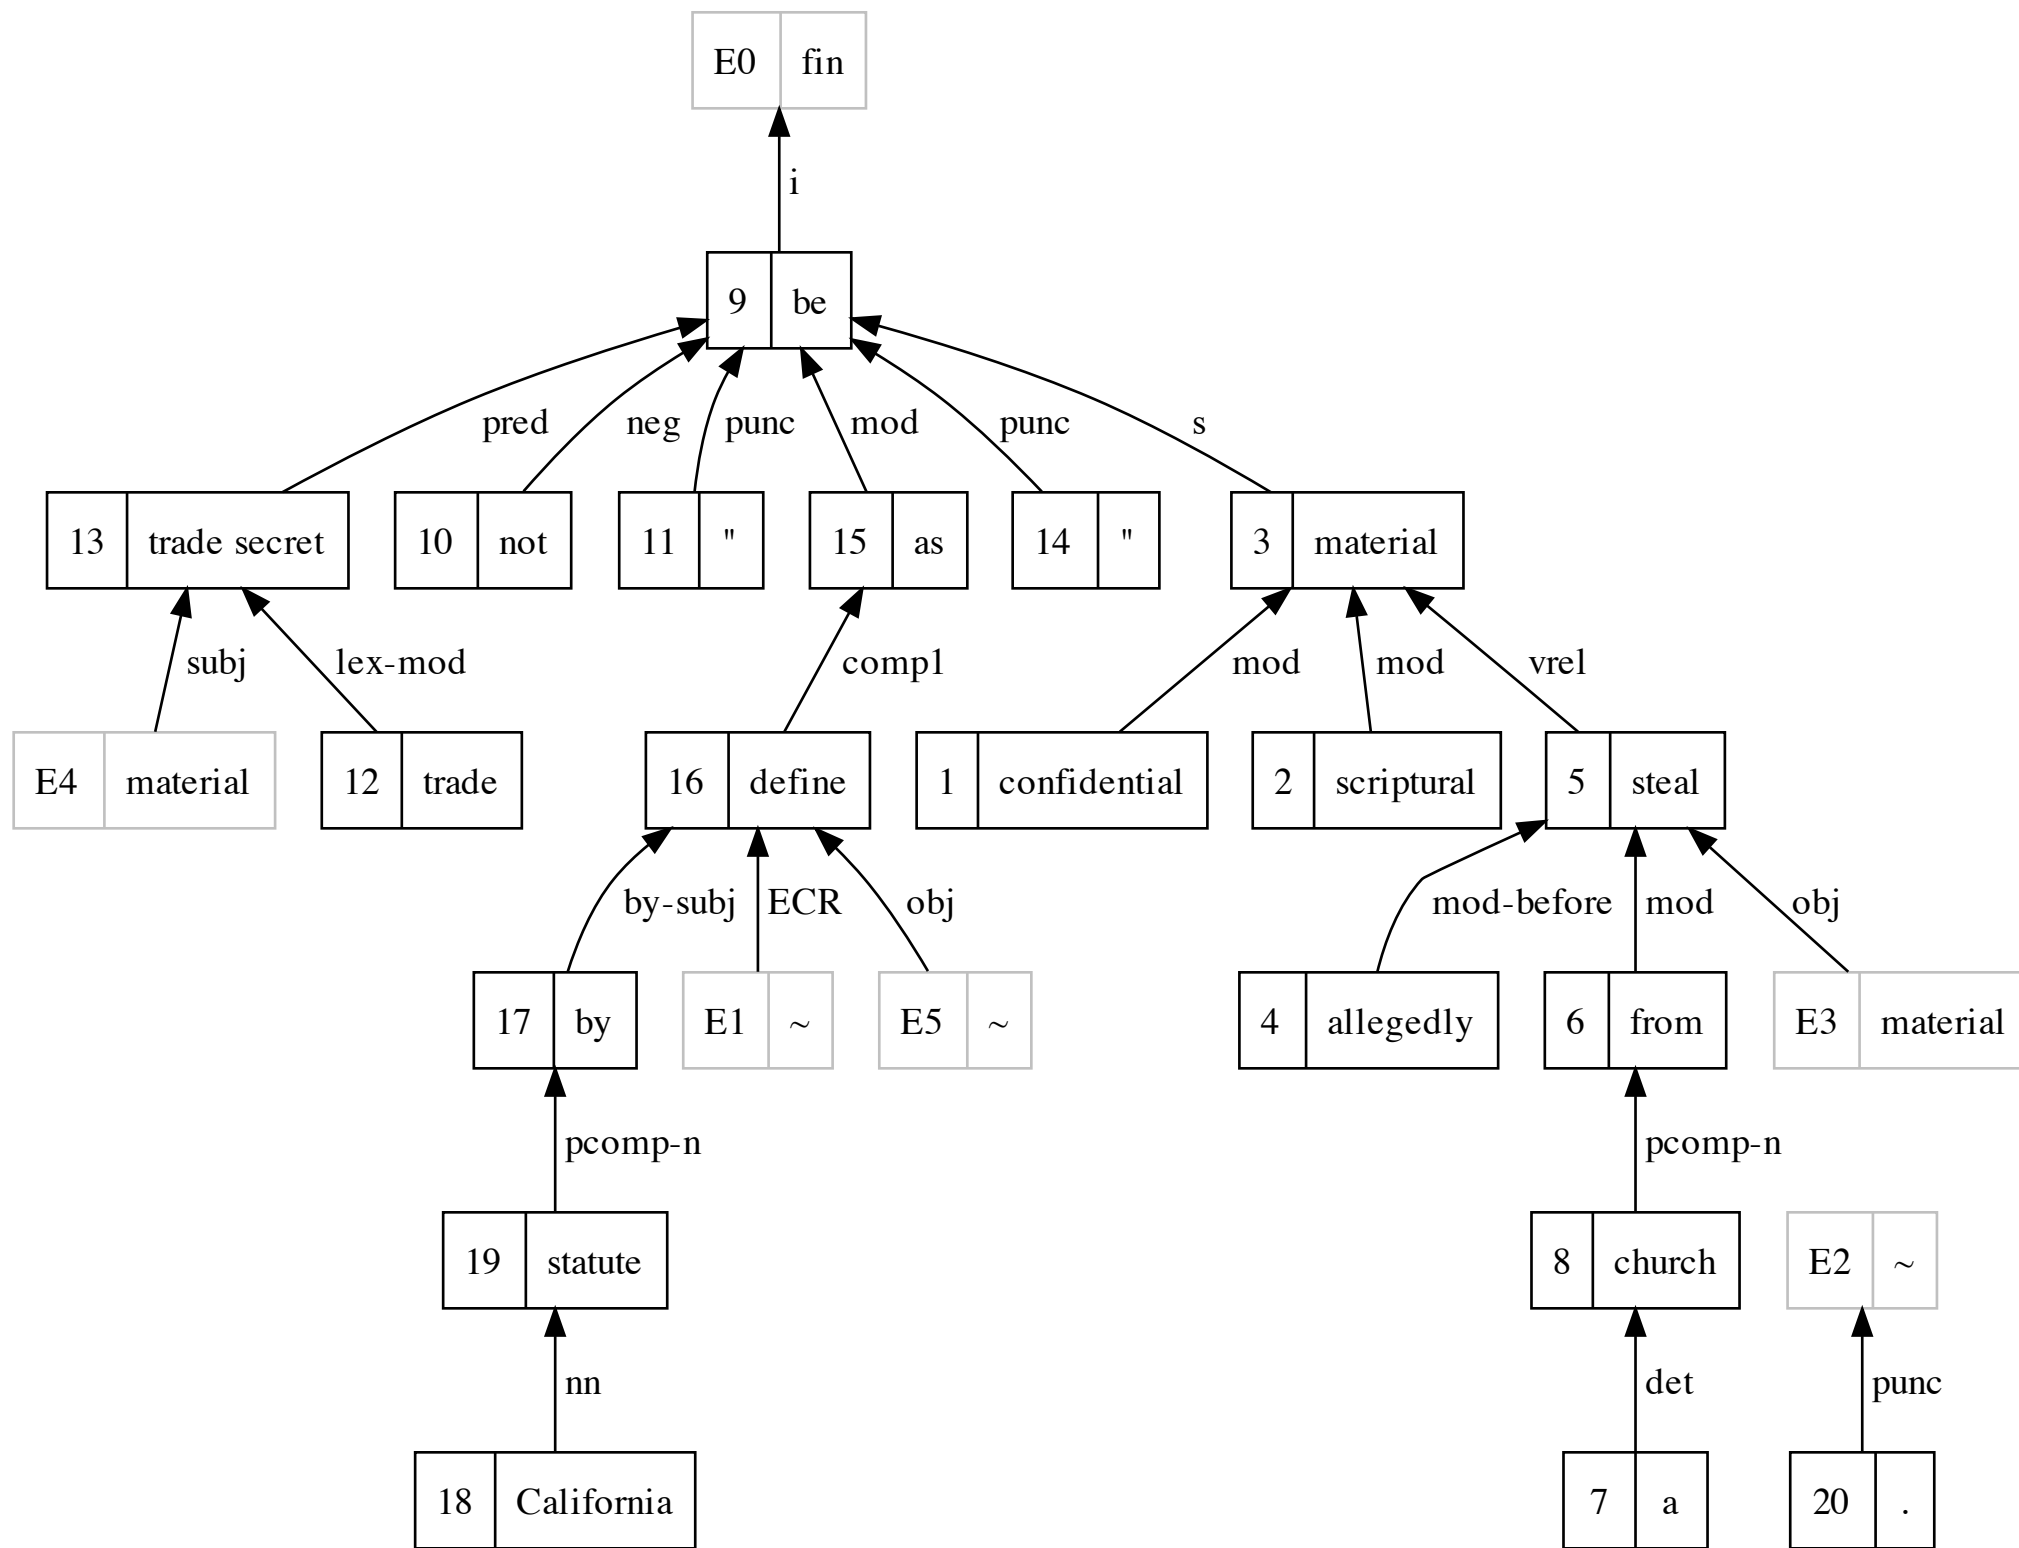 E0 fin
i
9 be
pred neg punc mod punc s
13 trade secret 10 not 11 " 15 as 14 " 3 material
subj lex-mod comp1 mod mod vrel
E4 material 12 trade 16 define 1 confidential 2 scriptural 5 steal
by-subj ECR obj mod-before mod obj
17 by E1 ~ E5 ~ 4 allegedly 6 from E3 material
pcomp-n pcomp-n
19 statute 8 church E2 ~
nn det punc
18 California 7 a 20 .